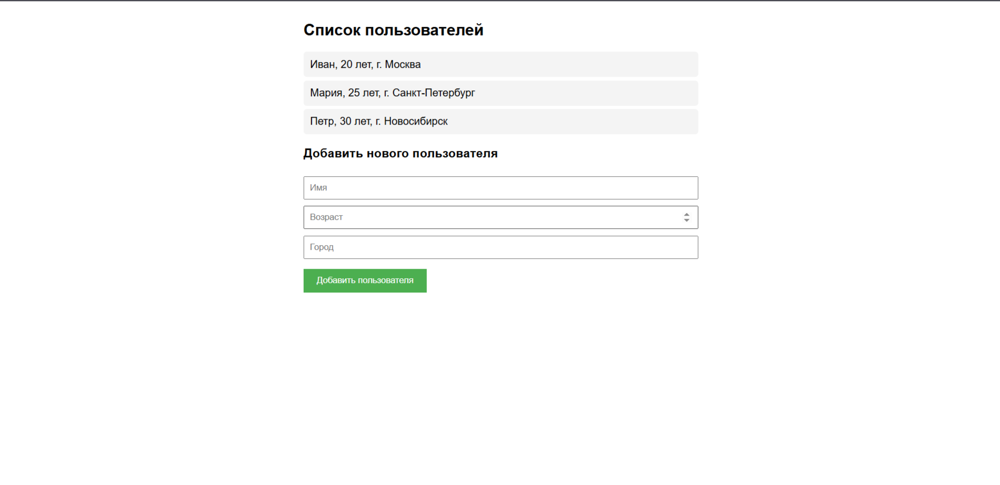 Список пользователей
Иван, 20 лет, г. Москва
Мария, 25 лет, г. Санкт-Петербург
Петр, 30 лет, г. Новосибирск
Добавить нового пользователя
Имя
Возраст
Город
Добавить пользователя